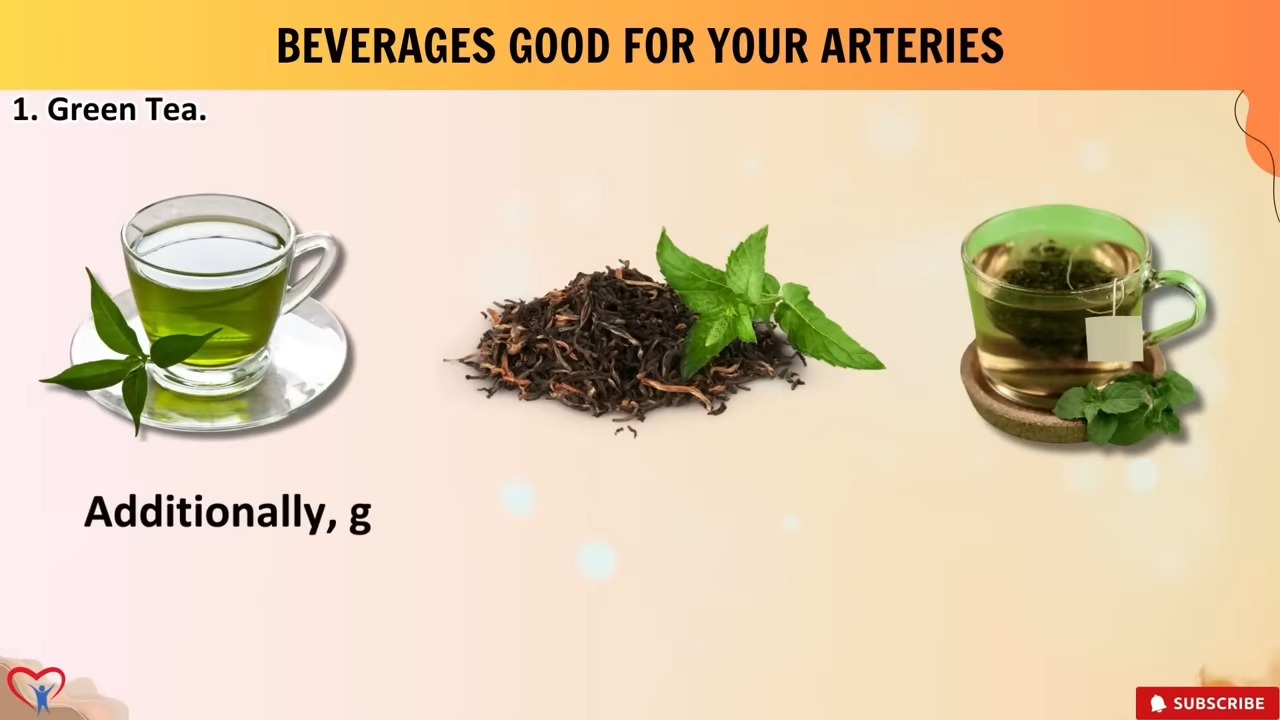 BEVERAGES GOOD FOR YOUR ARTERIES
1. Green Tea.
Additionally, g
SUBSCRIBE